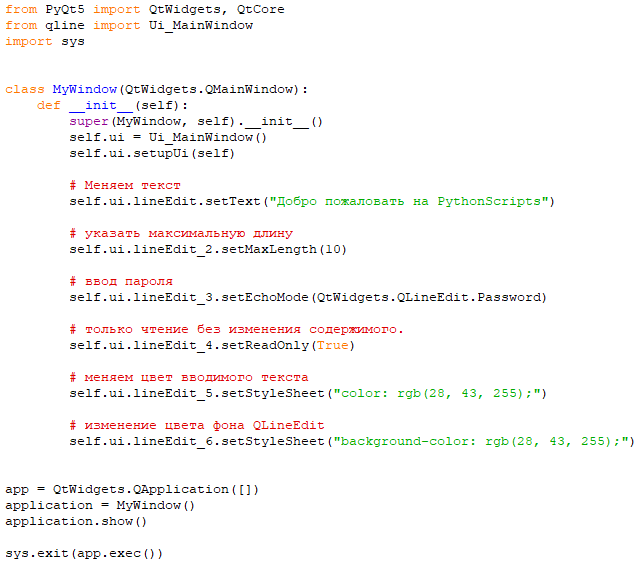 from PyQt5 import QtWidgets, QtCore
from qline import Ui_MainWindow
import sys


class MyWindow(QtWidgets.QMainWindow):
    def __init__(self):
        super(MyWindow, self).__init__()
        self.ui = Ui_MainWindow()
        self.ui.setupUi(self)

        # Меняем текст
        self.ui.lineEdit.setText("Добро пожаловать на PythonScripts")

        # указать максимальную длину
        self.ui.lineEdit_2.setMaxLength(10)

        # ввод пароля
        self.ui.lineEdit_3.setEchoMode(QtWidgets.QLineEdit.Password)

        # только чтение без изменения содержимого.
        self.ui.lineEdit_4.setReadOnly(True)

        # меняем цвет вводимого текста
        self.ui.lineEdit_5.setStyleSheet("color: rgb(28, 43, 255);")

        # изменение цвета фона QLineEdit
        self.ui.lineEdit_6.setStyleSheet("background-color: rgb(28, 43, 255);")


app = QtWidgets.QApplication([])
application = MyWindow()
application.show()

sys.exit(app.exec())